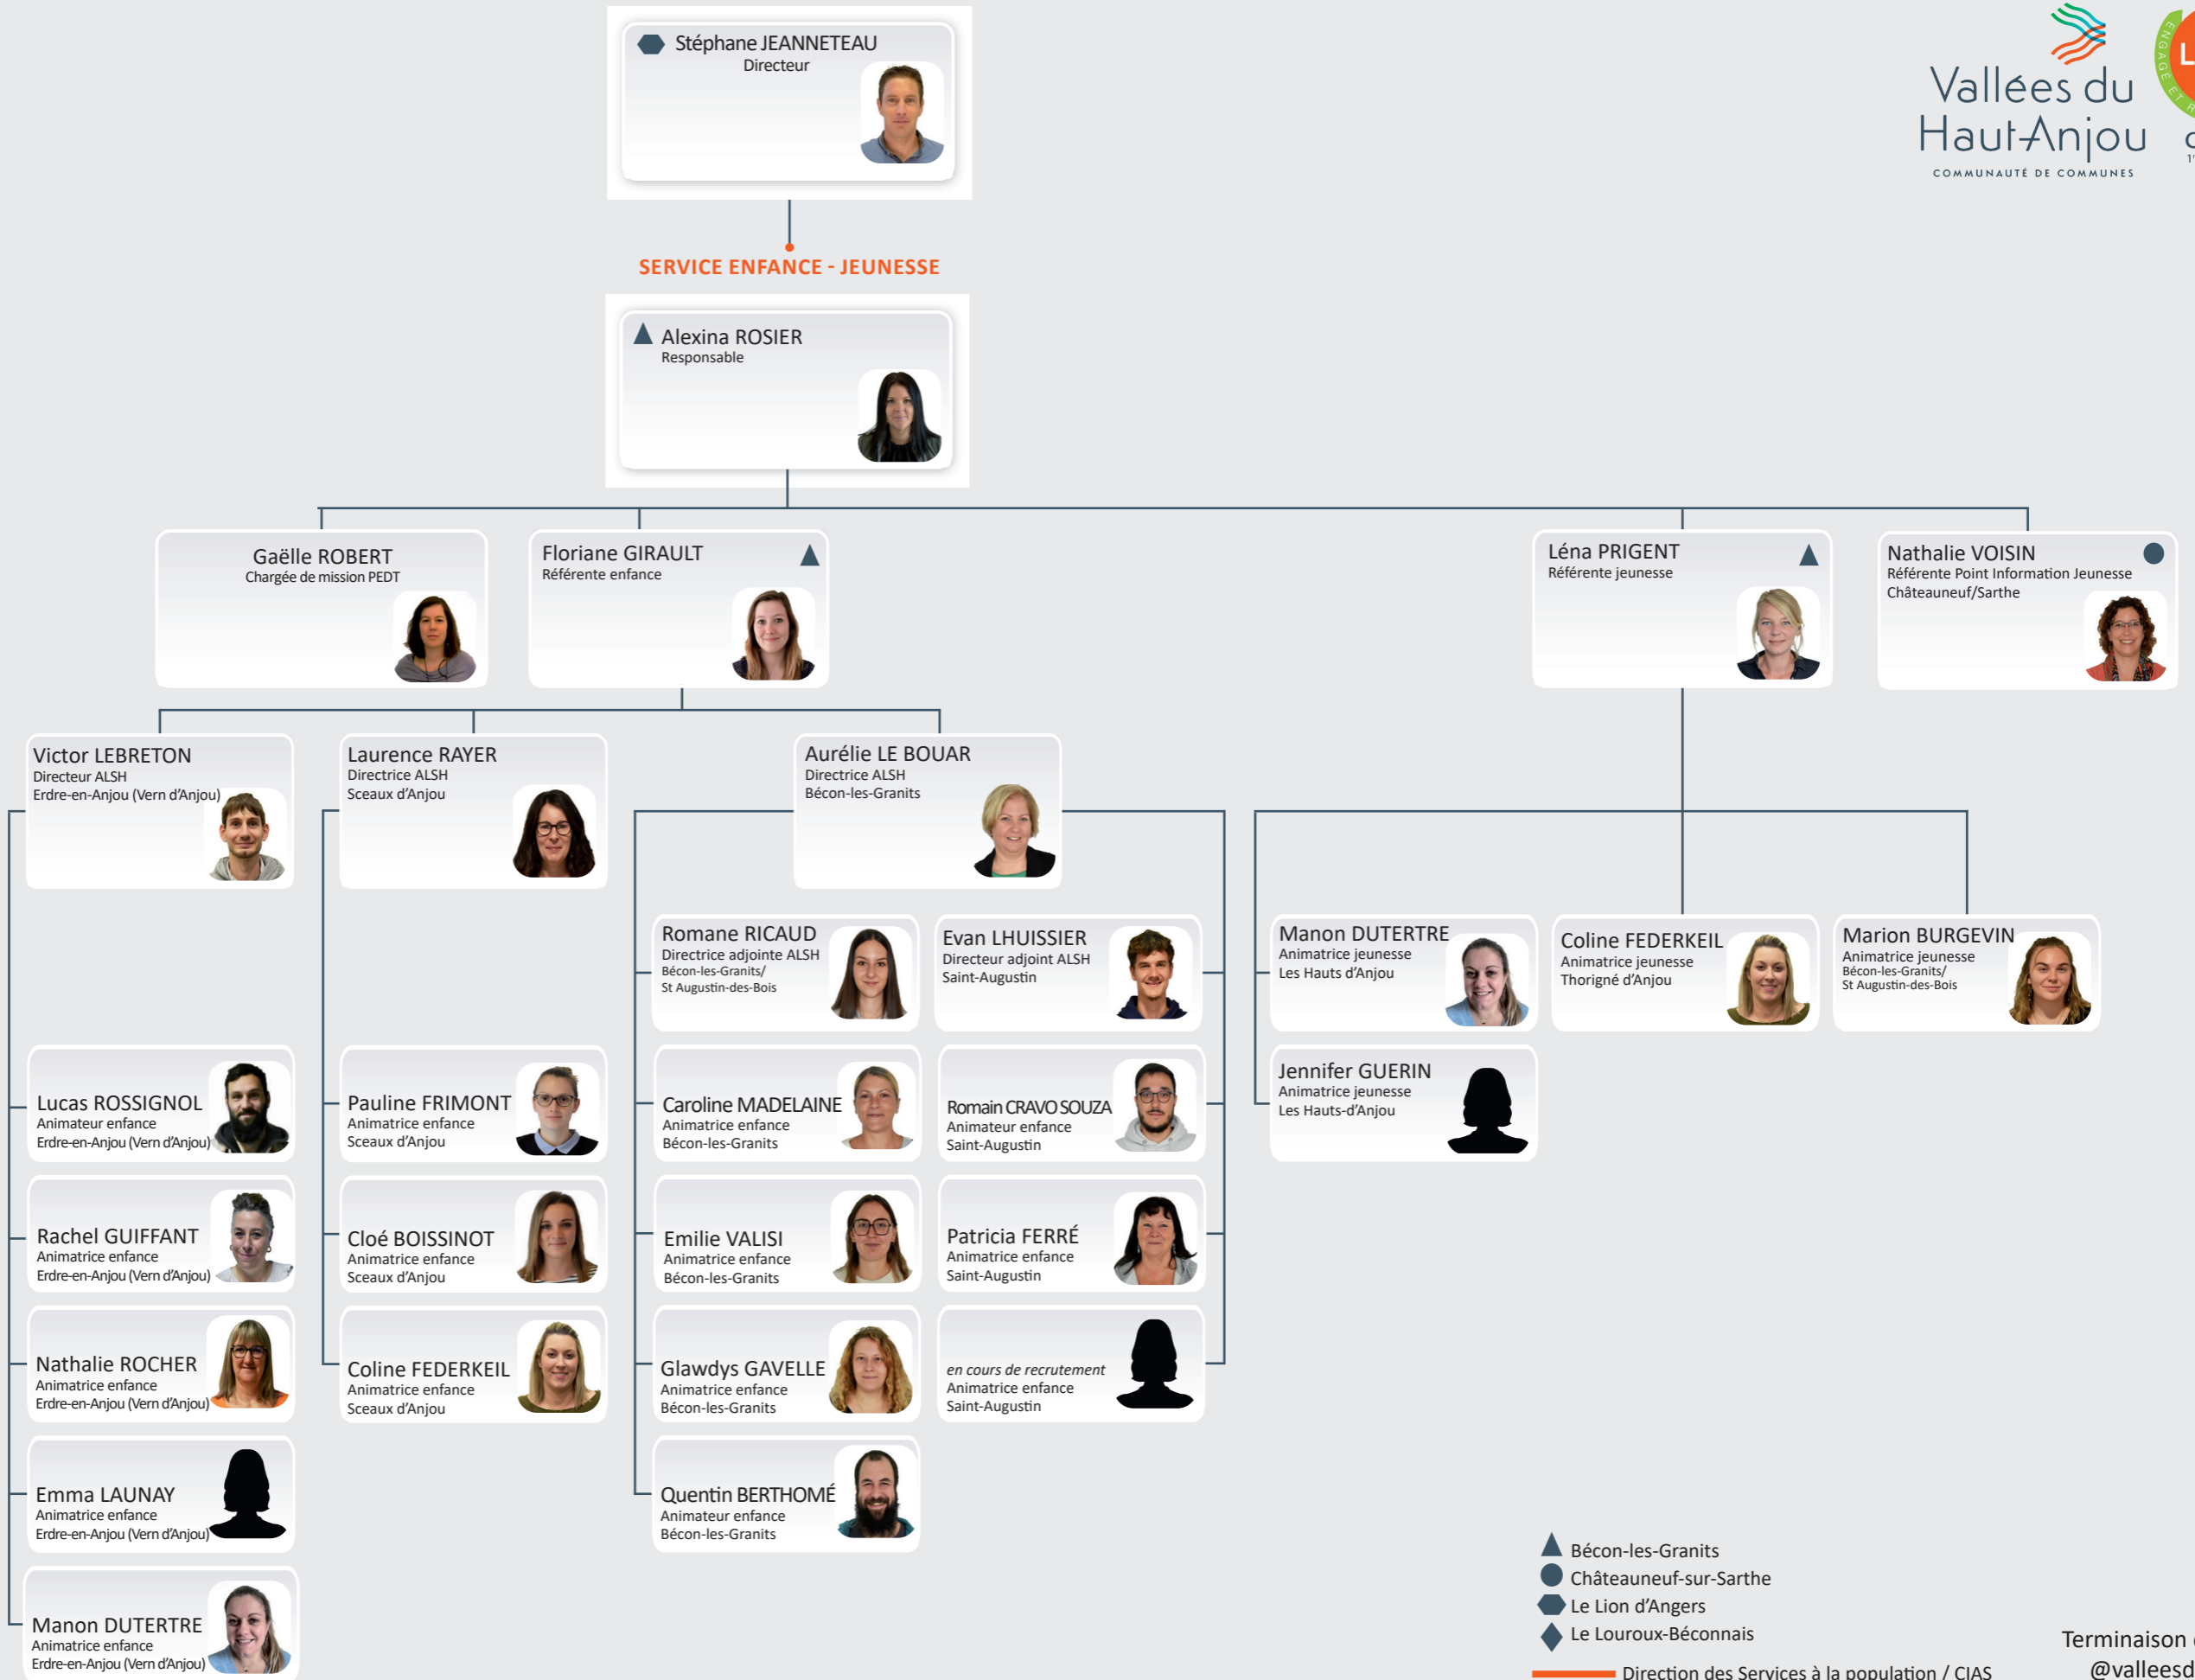 Stéphane JEANNETEAU
Directeur
Vallées du
Haut-Anjou
COMMUNAUTÉ DE COMMUNES
SERVICE ENFANCE - JEUNESSE
Alexina ROSIER
Responsable
Gaëlle ROBERT
Chargée de mission PEDT
Floriane GIRAULT
Référente enfance
Léna PRIGENT
Référente jeunesse
Nathalie VOISIN
Référente Point Information Jeunesse
Châteauneuf/Sarthe
Victor LEBRETON
Directeur ALSH
Erdre-en-Anjou (Vern d'Anjou)
Laurence RAYER
Directrice ALSH
Sceaux d'Anjou
Aurélie LE BOUAR
Directrice ALSH
Bécon-les-Granits
Romane RICAUD
Directrice adjointe ALSH
Bécon-les-Granits/
St Augustin-des-Bois
Evan LHUISSIER
Directeur adjoint ALSH
Saint-Augustin
Manon DUTERTRE
Animatrice jeunesse
Les Hauts d'Anjou
Coline FEDERKEIL
Animatrice jeunesse
Thorigné d'Anjou
Marion BURGEVIN
Animatrice jeunesse
Bécon-les-Granits/
St Augustin-des-Bois
Lucas ROSSIGNOL
Animateur enfance
Erdre-en-Anjou (Vern d'Anjou)
Pauline FRIMONT
Animatrice enfance
Sceaux d'Anjou
Caroline MADELAINE
Animatrice enfance
Bécon-les-Granits
Romain CRAVO SOUZA
Animateur enfance
Saint-Augustin
Jennifer GUERIN
Animatrice jeunesse
Les Hauts-d'Anjou
Rachel GUIFFANT
Animatrice enfance
Erdre-en-Anjou (Vern d'Anjou)
Cloé BOISSINOT
Animatrice enfance
Sceaux d'Anjou
Emilie VALISI
Animatrice enfance
Bécon-les-Granits
Patricia FERRÉ
Animatrice enfance
Saint-Augustin
Nathalie ROCHER
Animatrice enfance
Erdre-en-Anjou (Vern d'Anjou)
Coline FEDERKEIL
Animatrice enfance
Sceaux d'Anjou
Glawdys GAVELLE
Animatrice enfance
Bécon-les-Granits
en cours de recrutement
Animatrice enfance
Saint-Augustin
Emma LAUNAY
Animatrice enfance
Erdre-en-Anjou (Vern d'Anjou)
Quentin BERTHOMÉ
Animateur enfance
Bécon-les-Granits
Manon DUTERTRE
Animatrice enfance
Erdre-en-Anjou (Vern d'Anjou)
Bécon-les-Granits
Châteauneuf-sur-Sarthe
Le Lion d'Angers
Le Louroux-Béconnais
Direction des Services à la population / CIAS
Terminaison
@valleesd
ENGAGÉ ET